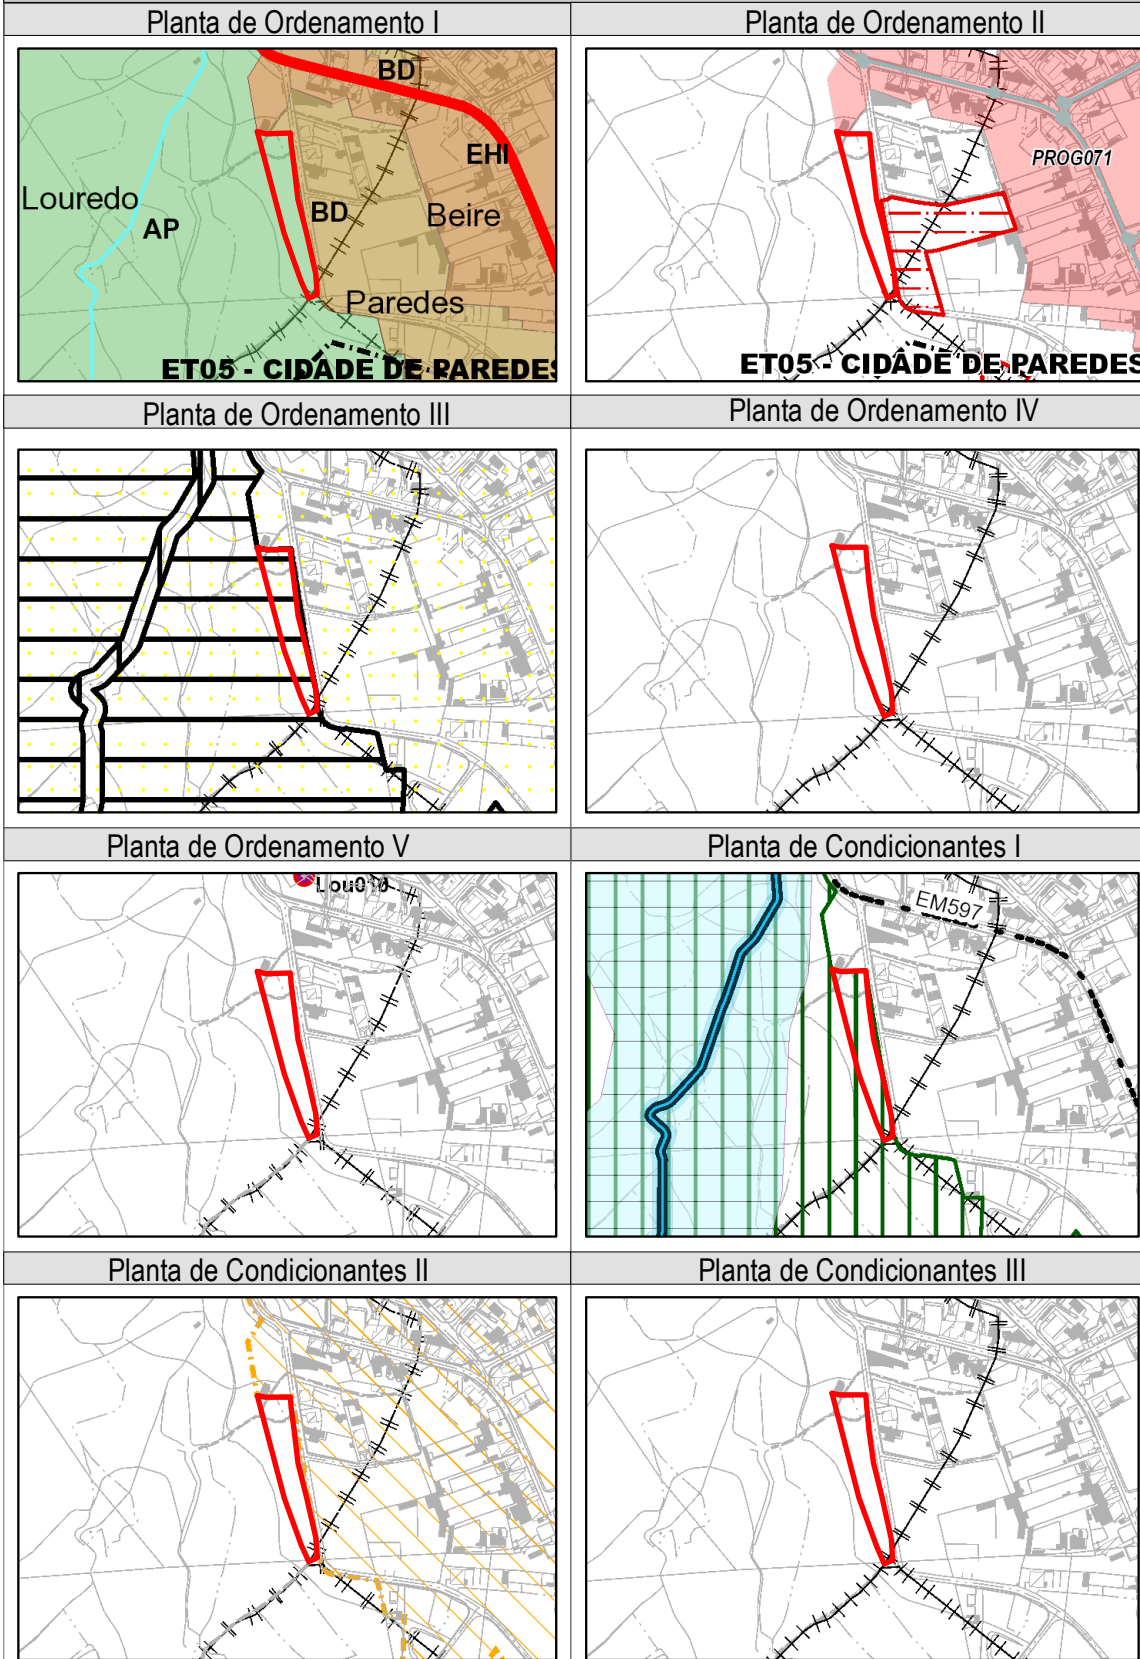 Planta de Ordenamento I
Planta de Ordenamento II
BD
EHI
Louredo
AP
BD
Beire
Paredes
ET05 - CIDADE DE PAREDES
PROG071
ET05 - CIDADE DE PAREDES
Planta de Ordenamento III
Planta de Ordenamento IV
Planta de Ordenamento V
Planta de Condicionantes I
Lou010
EM597
Planta de Condicionantes II
Planta de Condicionantes III